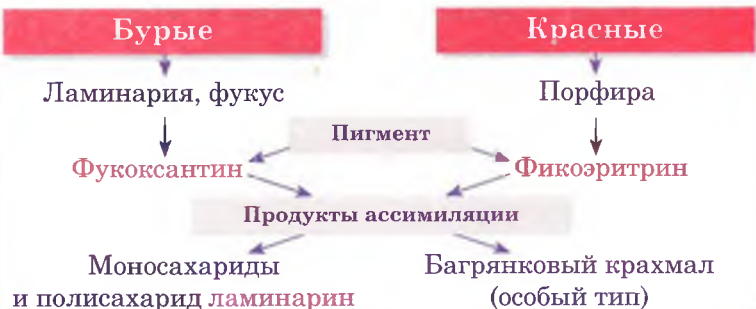 Бурые
Красные
Ламинария, фукус
Порфира
Пигмент
Фукоксантин
Фикоэритрин
Продукты ассимиляции
Моносахариды
и полисахарид ламинарин
Багрянковый крахмал
(особый тип)